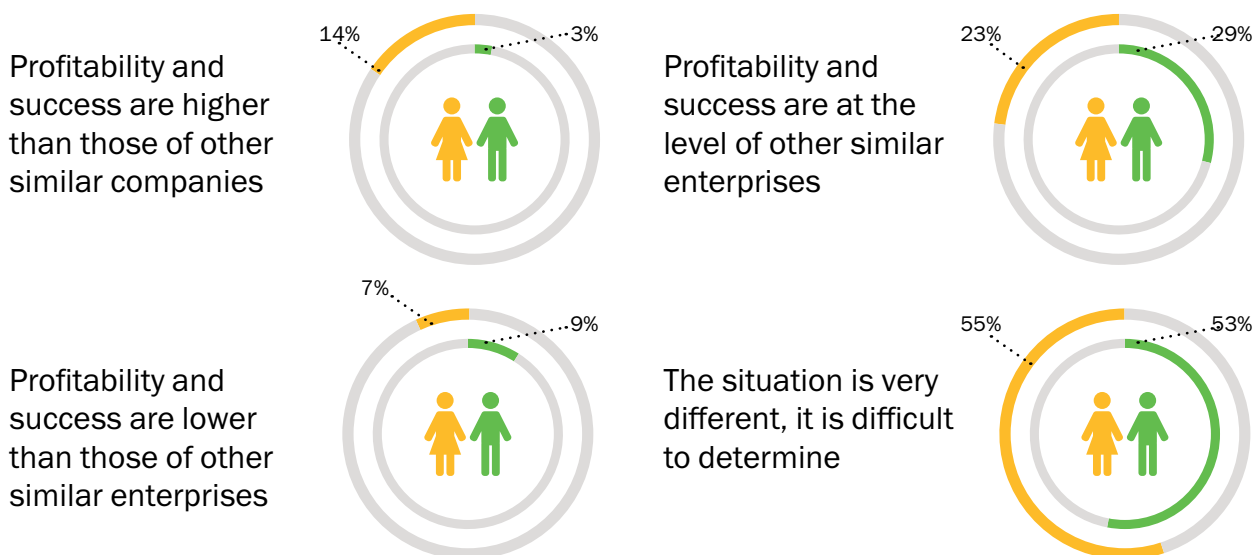 14%
3%
Profitability and
success are higher
than those of other
similar companies
23%
29%
Profitability and
success are at the
level of other similar
enterprises
7%
9%
Profitability and
success are lower
than those of other
similar enterprises
55%
53%
The situation is very
different, it is difficult
to determine